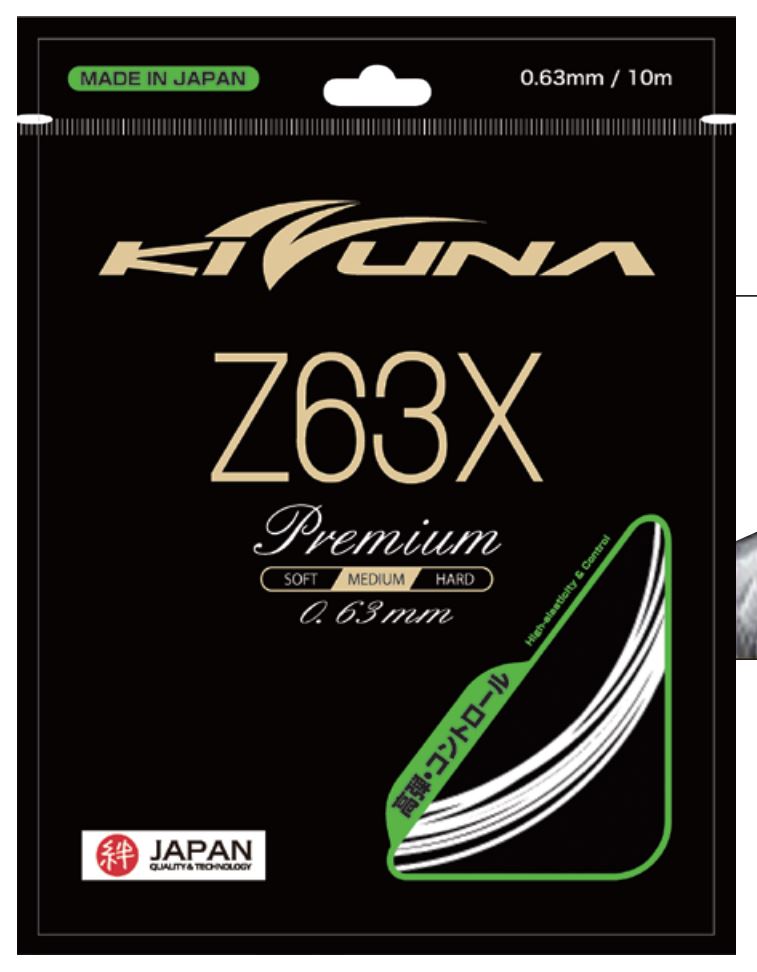 MADE IN JAPAN
0.63mm / 10m
KIZUNA
Z63X
Premium
SOFT MEDIUM HARD
0.63mm
High-elasticity & Control
高弾・コントロール
絆 JAPAN
QUALITY & TECHNOLOGY